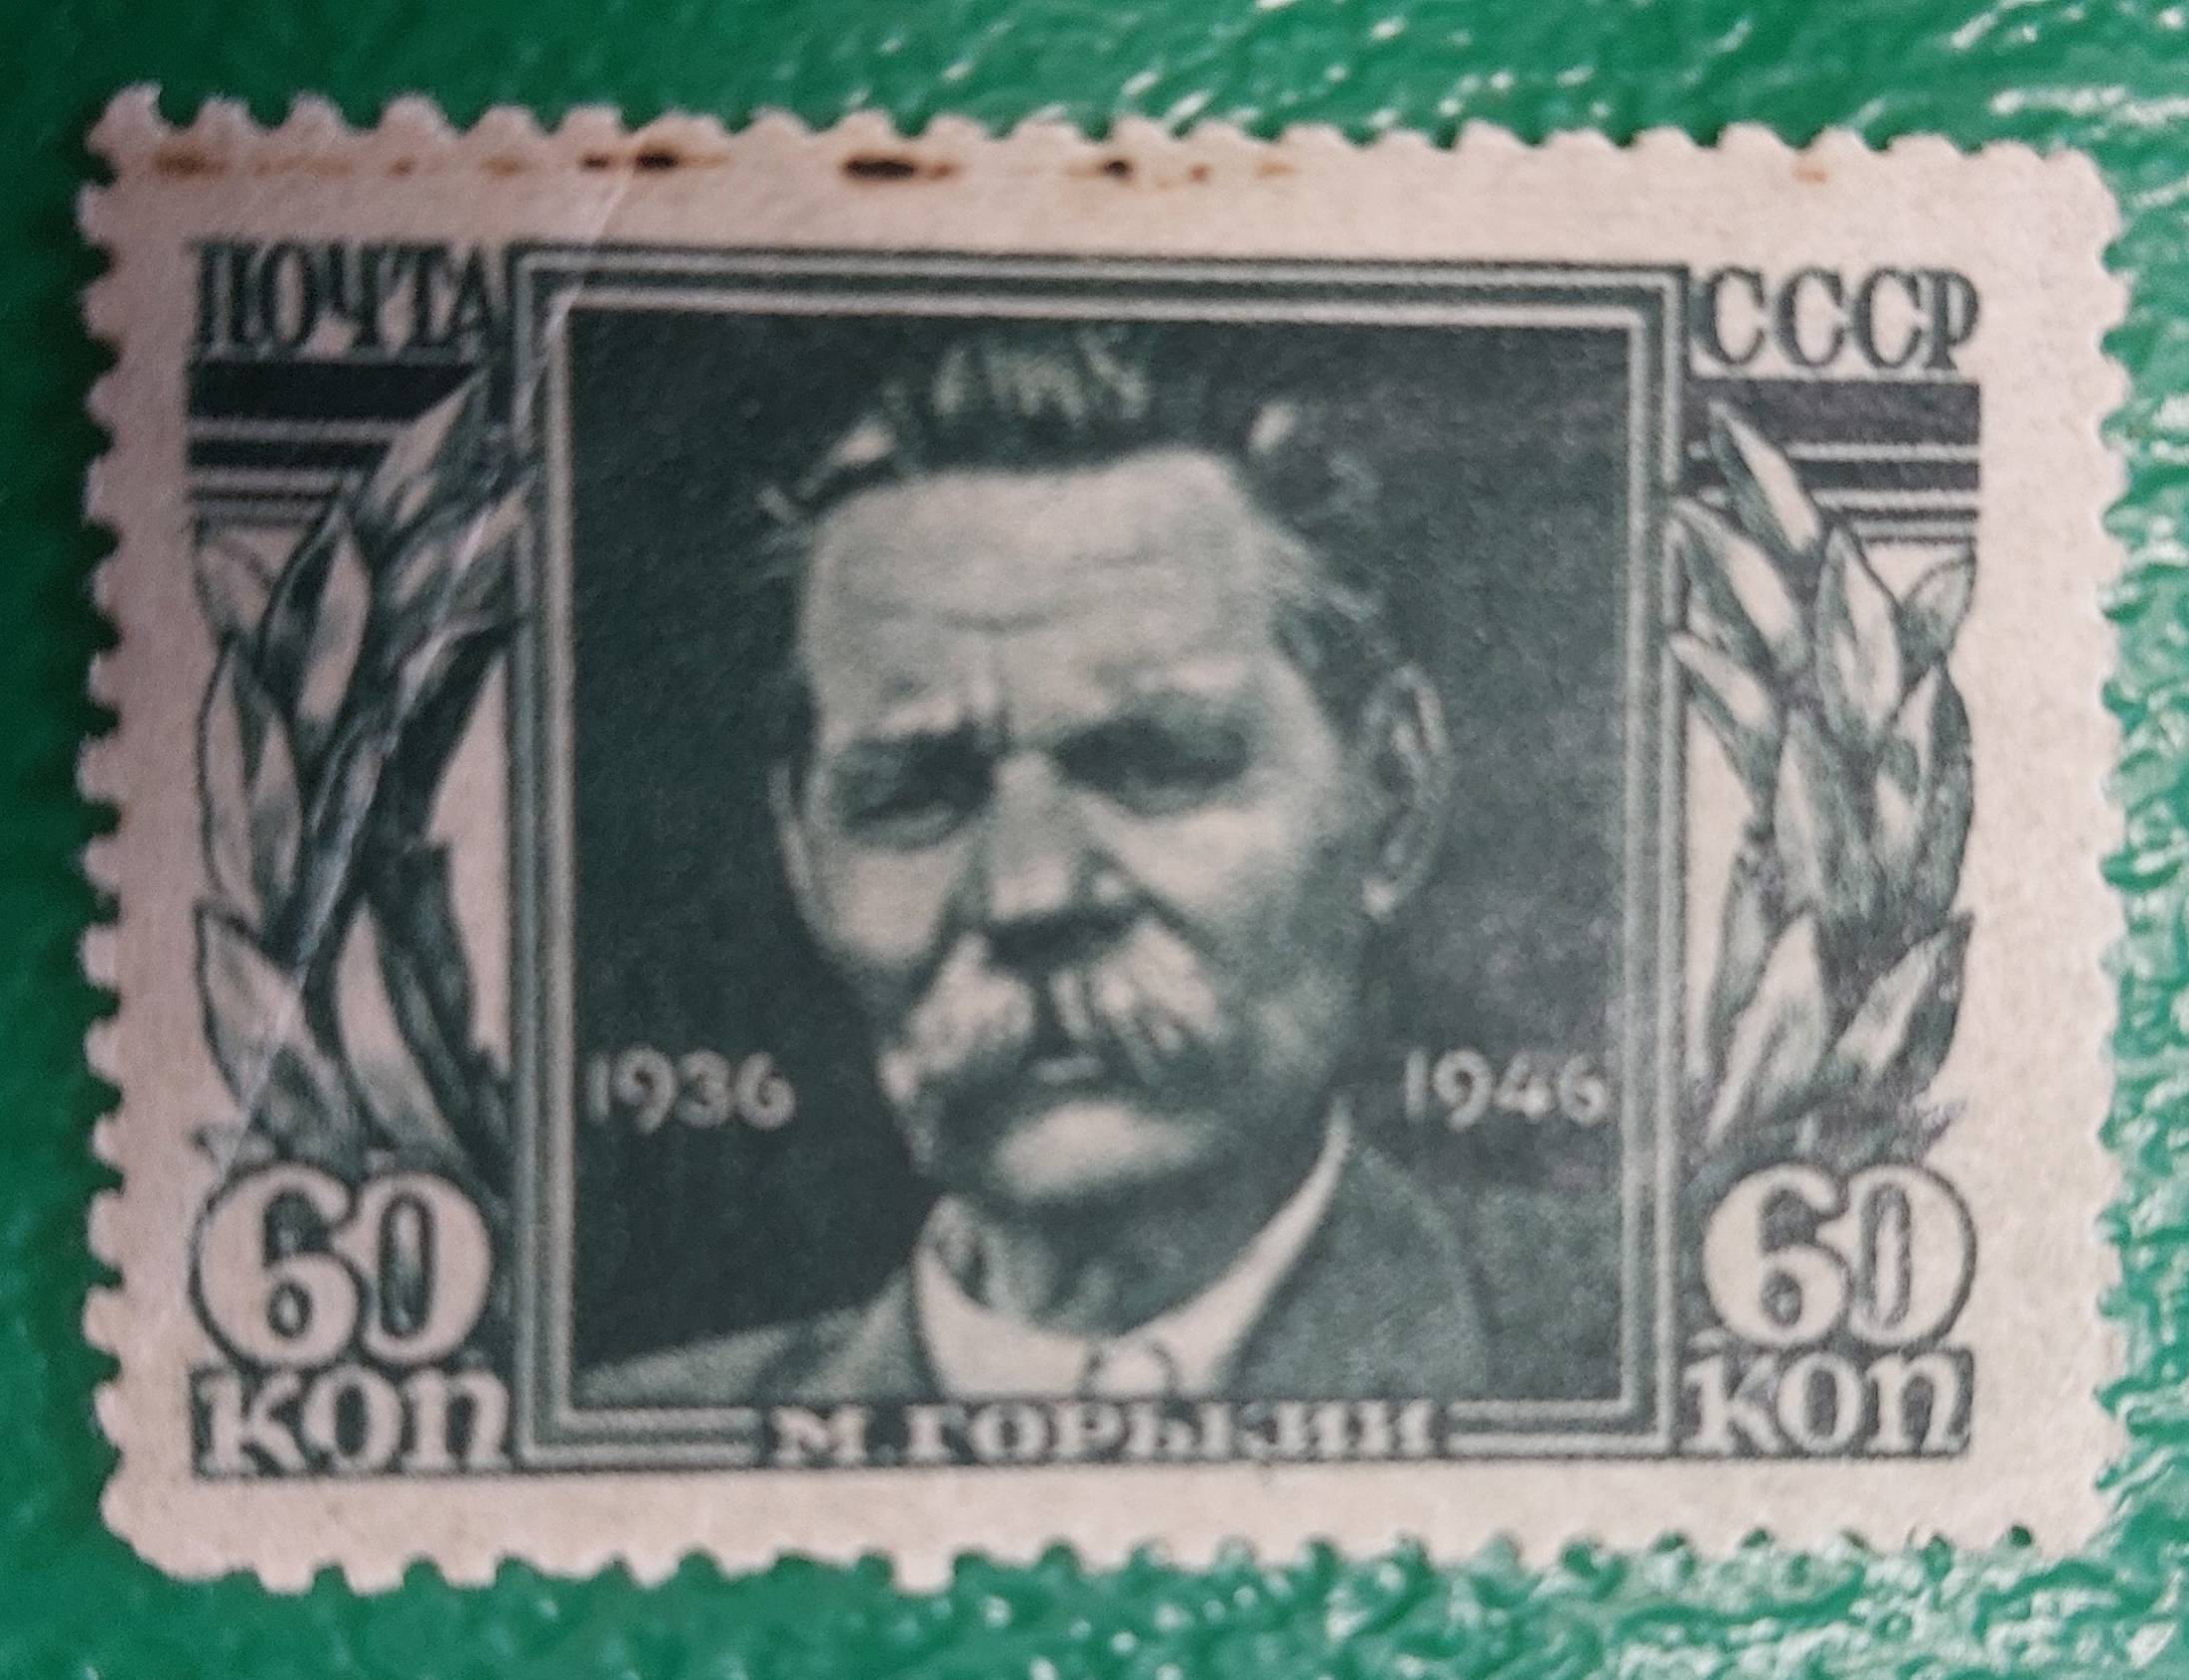 ПОЧТА
СССР
1936
1946
60
КОП
60
КОП
М.ГОРЬКИЙ